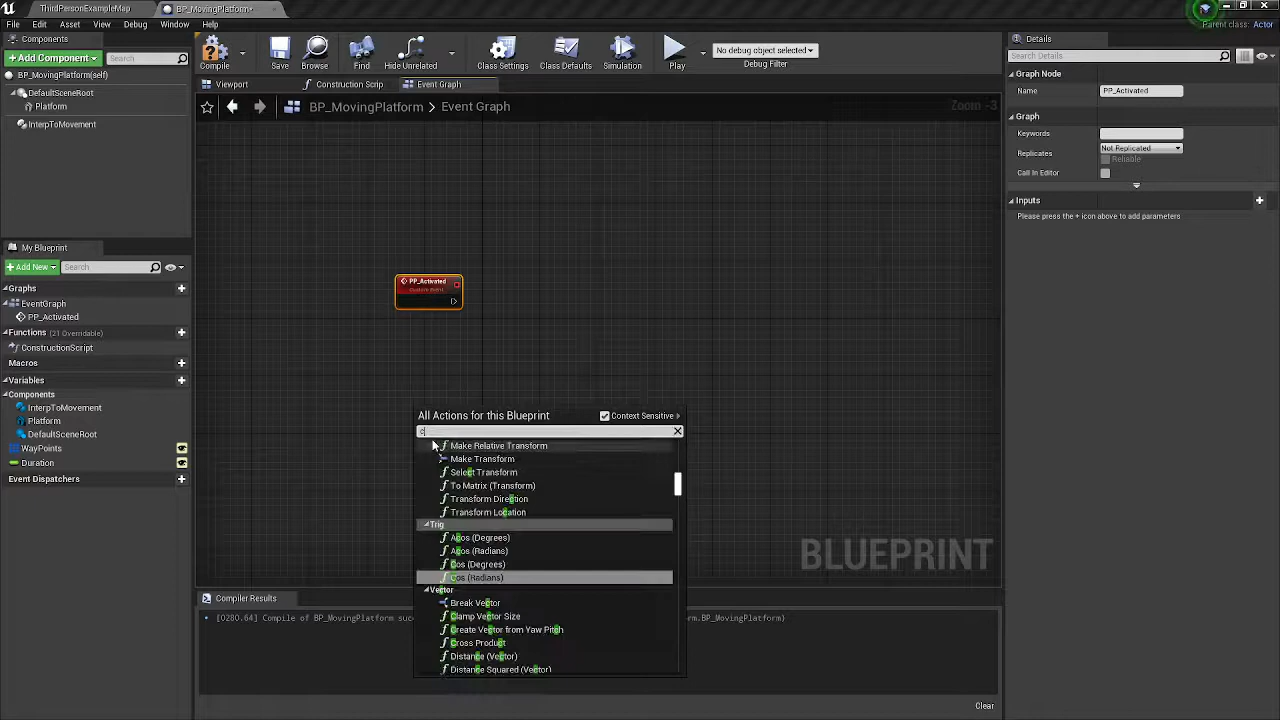 ThirdPersonExampleMap
BP_MovingPlatform*
File Edit Asset View Debug Window Help
Parent class: Actor
Components
+ Add Component
Search
BP_MovingPlatform(self)
DefaultSceneRoot
Platform
InterpToMovement
Compile
Save
Browse
Find
Hide Unrelated
Class Settings
Class Defaults
Simulation
Play
No debug object selected
Debug Filter
Viewport
Construction Scrip
Event Graph
BP_MovingPlatform > Event Graph
Zoom -3
PP_Activated
Custom Event
My Blueprint
+ Add New
Search
Graphs
EventGraph
PP_Activated
Functions (21 Overridable)
ConstructionScript
Macros
Variables
Components
InterpToMovement
Platform
DefaultSceneRoot
WayPoints
Duration
Event Dispatchers
All Actions for this Blueprint
Context Sensitive
c
Make Relative Transform
Make Transform
Select Transform
To Matrix (Transform)
Transform Direction
Transform Location
Trig
Acos (Degrees)
Acos (Radians)
Cos (Degrees)
Cos (Radians)
Vector
Break Vector
Clamp Vector Size
Create Vector from Yaw Pitch
Cross Product
Distance (Vector)
Distance Squared (Vector)
BLUEPRINT
Compiler Results
[0280.64] Compile of BP_MovingPlatform suc
rm.BP_MovingPlatform)
Clear
Details
Search Details
Graph Node
Name
PP_Activated
Graph
Keywords
Replicates
Not Replicated
Reliable
Call In Editor
Inputs
Please press the + icon above to add parameters